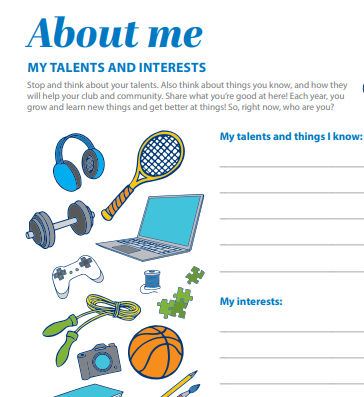 About me
MY TALENTS AND INTERESTS
Stop and think about your talents. Also think about things you know, and how they
will help your club and community. Share what you're good at here! Each year, you
grow and learn new things and get better at things! So, right now, who are you?
My talents and things I know:
My interests: